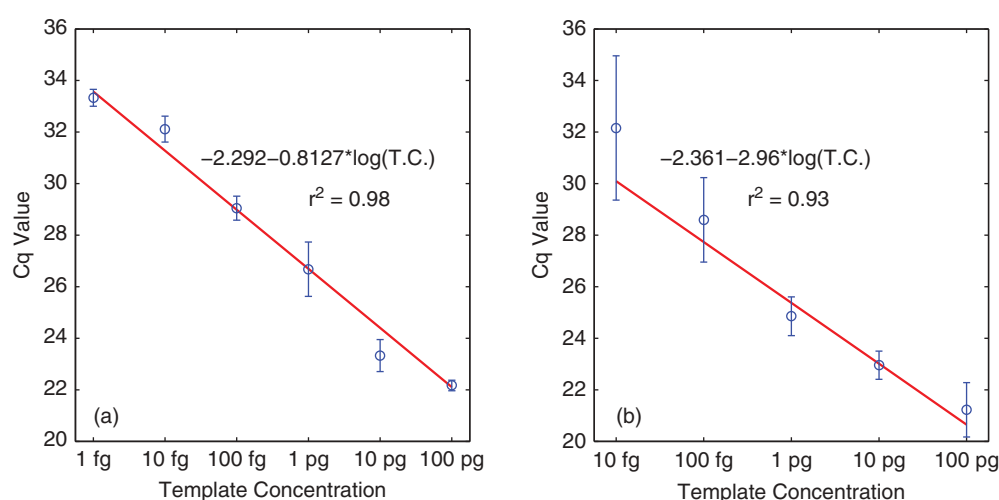 36
34
32
30
28
26
24
22
20
Cq Value
−2.292−0.8127*log(T.C.)
r² = 0.98
(a)
1 fg 10 fg 100 fg 1 pg 10 pg 100 pg
Template Concentration
36
34
32
30
28
26
24
22
20
Cq Value
−2.361−2.96*log(T.C.)
r² = 0.93
(b)
10 fg 100 fg 1 pg 10 pg 100 pg
Template Concentration